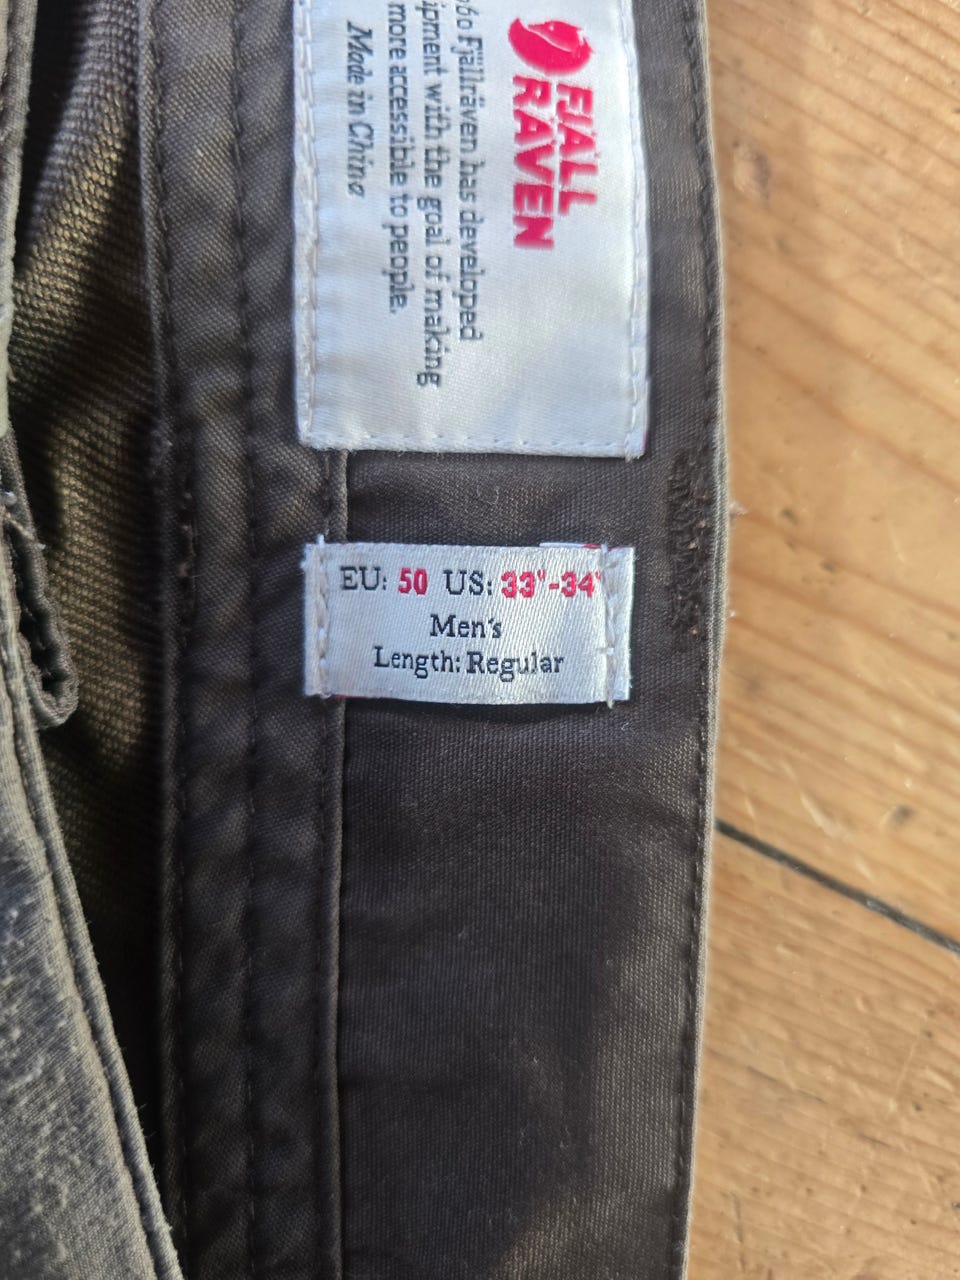 FJÄLL
RÄVEN
Fjällräven has developed
with the goal of making
more accessible to people.
Made in China
EU: 50 US: 33"-34"
Men's
Length: Regular